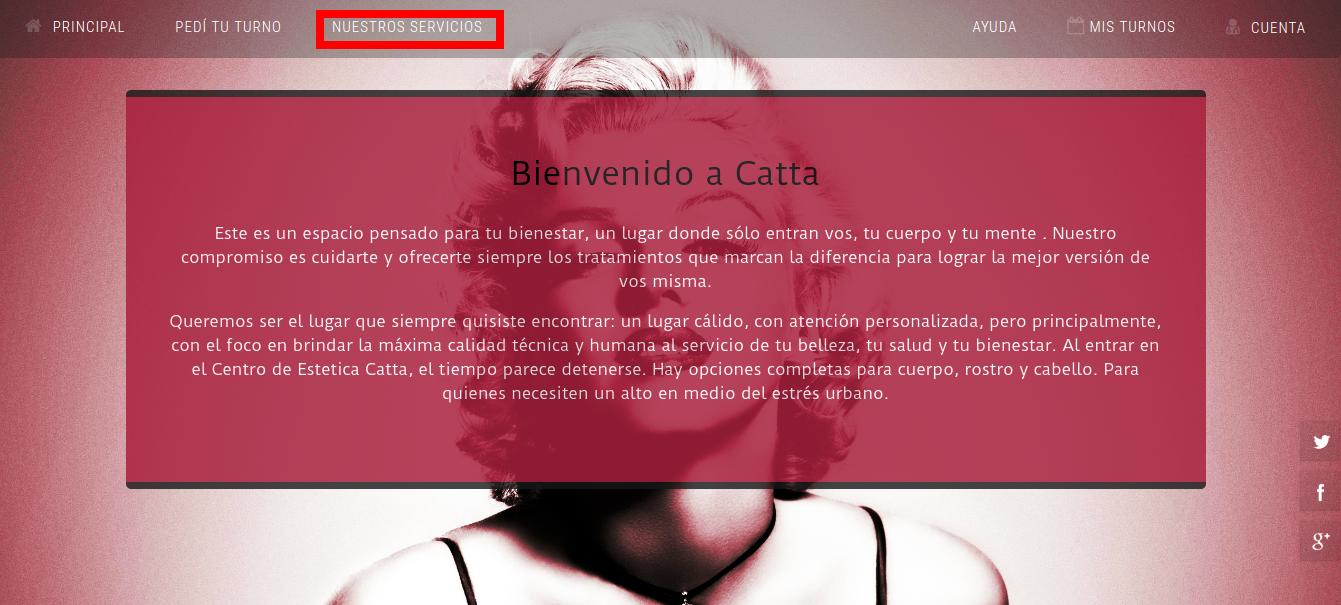 PRINCIPAL
PEDÍ TU TURNO
NUESTROS SERVICIOS
AYUDA
MIS TURNOS
CUENTA
Bienvenido a Catta
Este es un espacio pensado para tu bienestar, un lugar donde sólo entran vos, tu cuerpo y tu mente . Nuestro
compromiso es cuidarte y ofrecerte siempre los tratamientos que marcan la diferencia para lograr la mejor versión de
vos misma.
Queremos ser el lugar que siempre quisiste encontrar: un lugar cálido, con atención personalizada, pero principalmente,
con el foco en brindar la máxima calidad técnica y humana al servicio de tu belleza, tu salud y tu bienestar. Al entrar en
el Centro de Estetica Catta, el tiempo parece detenerse. Hay opciones completas para cuerpo, rostro y cabello. Para
quienes necesiten un alto en medio del estrés urbano.